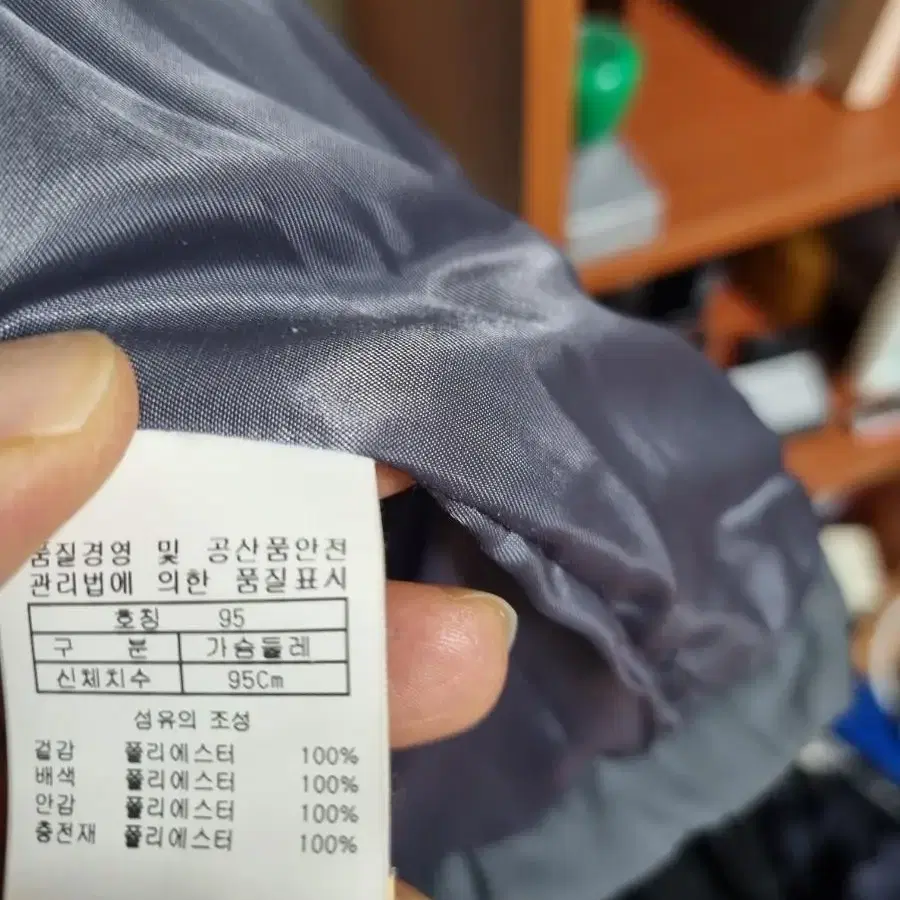 품질경영 및 공산품안전
관리법에 의한 품질표시
호칭 95
구 분 가슴둘레
신체치수 95Cm
섬유의 조성
겉감 폴리에스터 100%
배색 폴리에스터 100%
안감 폴리에스터 100%
충전재 폴리에스터 100%